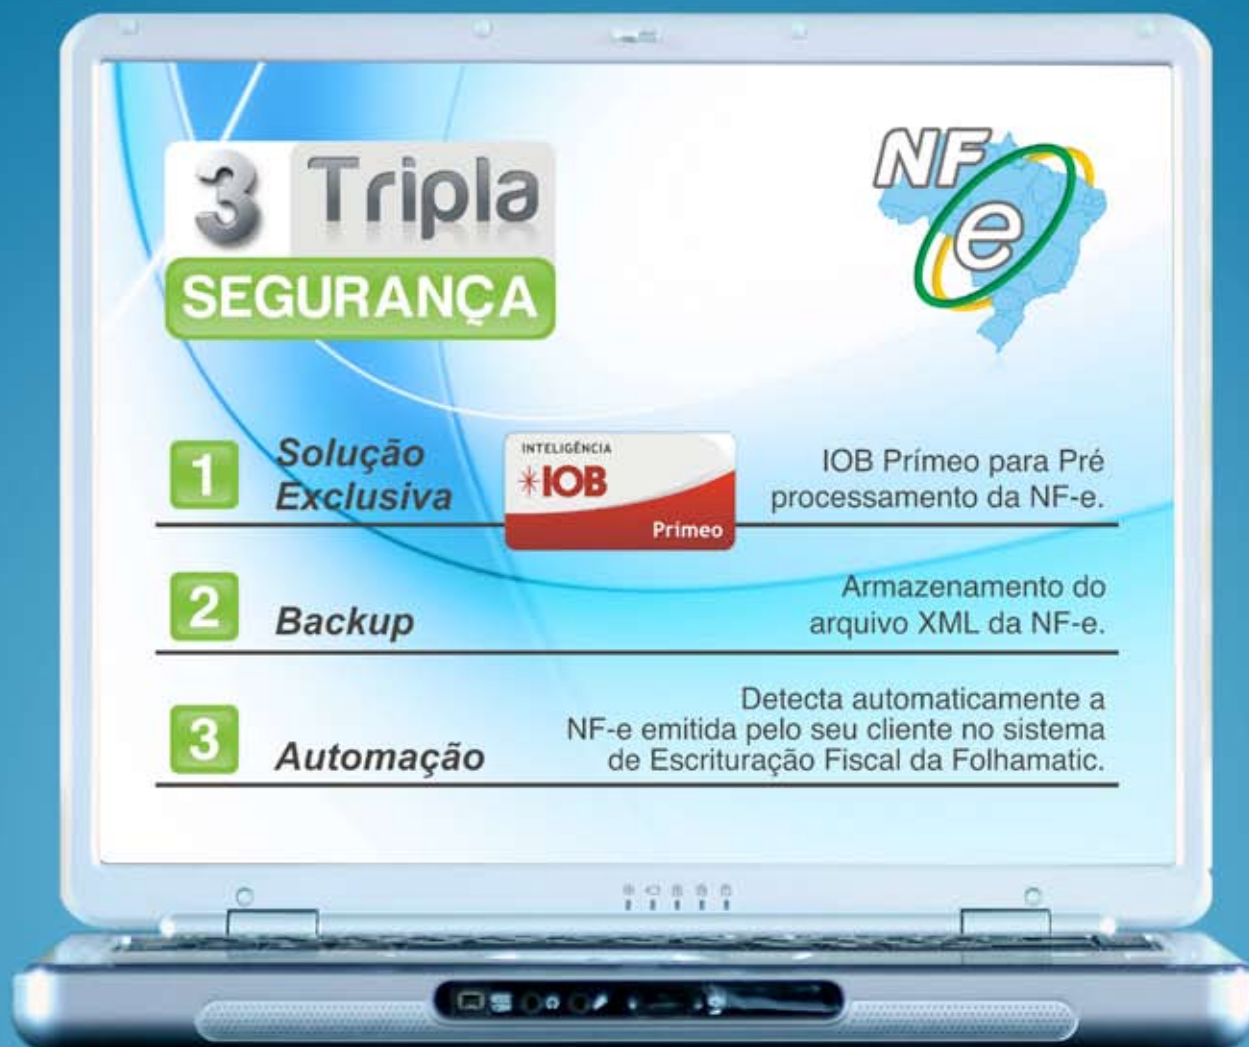 3 Tripla
SEGURANÇA
NF
e
1
Solução
Exclusiva
INTELIGÊNCIA
IOB
Prímeo
IOB Prímeo para Pré
processamento da NF-e.
2
Backup
Armazenamento do
arquivo XML da NF-e.
3
Automação
Detecta automaticamente a
NF-e emitida pelo seu cliente no sistema
de Escrituração Fiscal da Folhamatic.